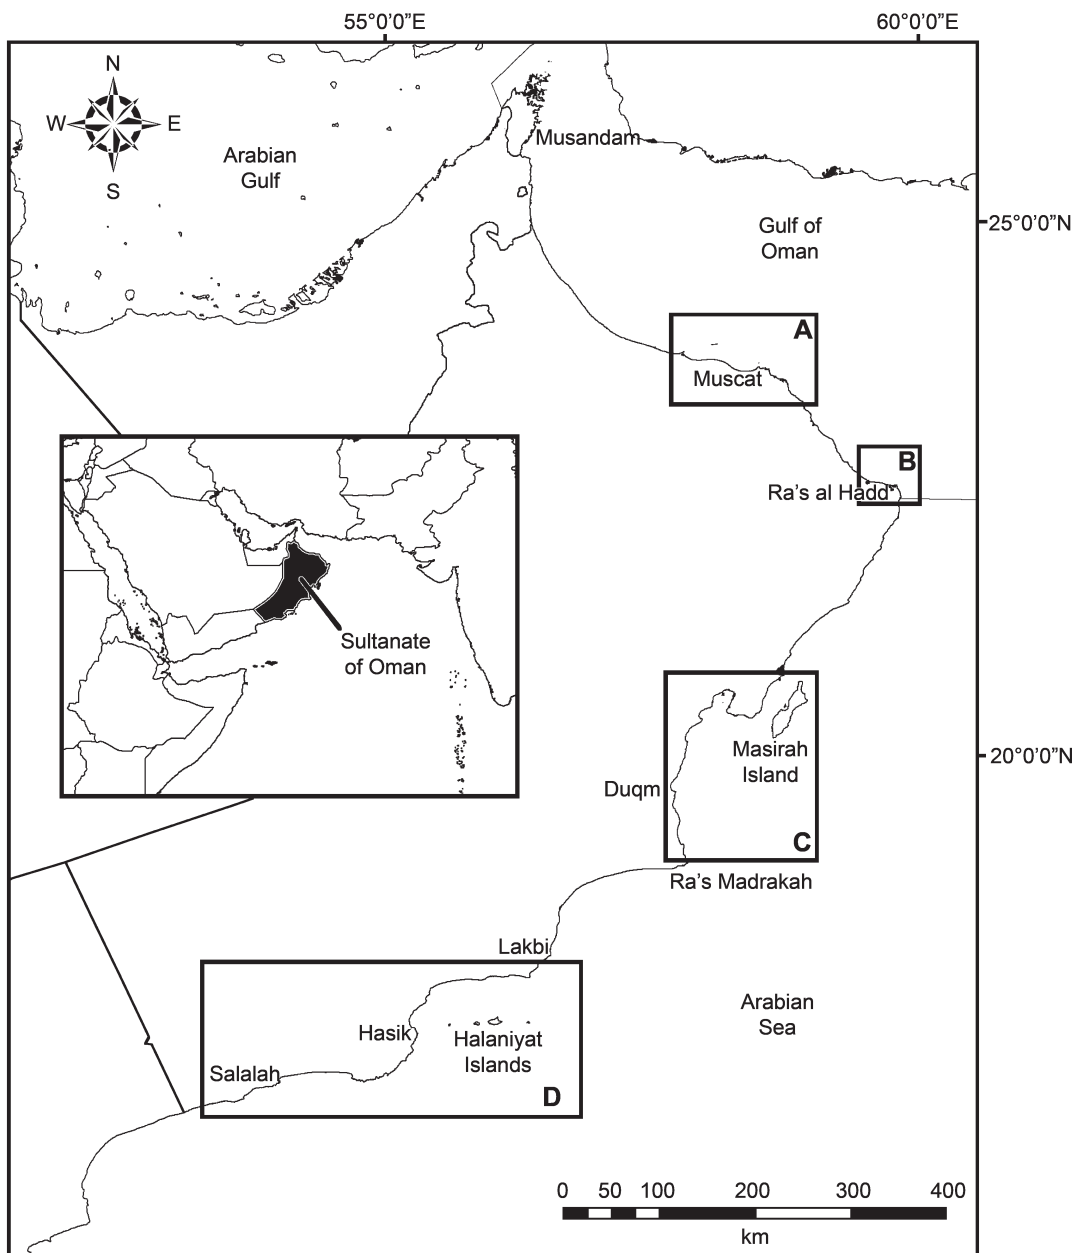 55°0'0"E
60°0'0"E
N
W
E
S
Arabian
Gulf
Musandam
Gulf of
Oman
25°0'0"N
A
Muscat
B
Ra's al Hadd
Sultanate
of Oman
Masirah
Island
20°0'0"N
Duqm
C
Ra's Madrakah
Lakbi
Arabian
Sea
Hasik
Halaniyat
Islands
Salalah
D
0 50 100 200 300 400
km